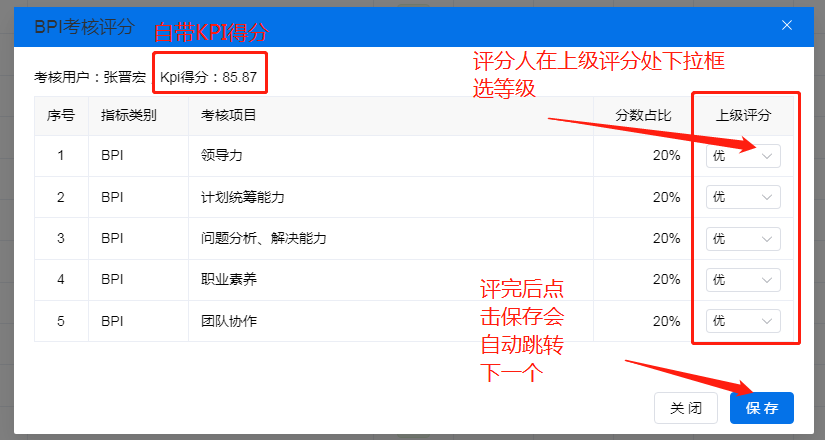 BPI考核评分
自带KPI得分
考核用户：张晋宏 Kpi得分：85.87
评分人在上级评分处下拉框
选等级
序号 指标类别 考核项目 分数占比 上级评分
1 BPI 领导力 20% 优
2 BPI 计划统筹能力 20% 优
3 BPI 问题分析、解决能力 20% 优
4 BPI 职业素养 20% 优
5 BPI 团队协作 20% 优
评完后点
击保存会
自动跳转
下一个
关 闭 保 存